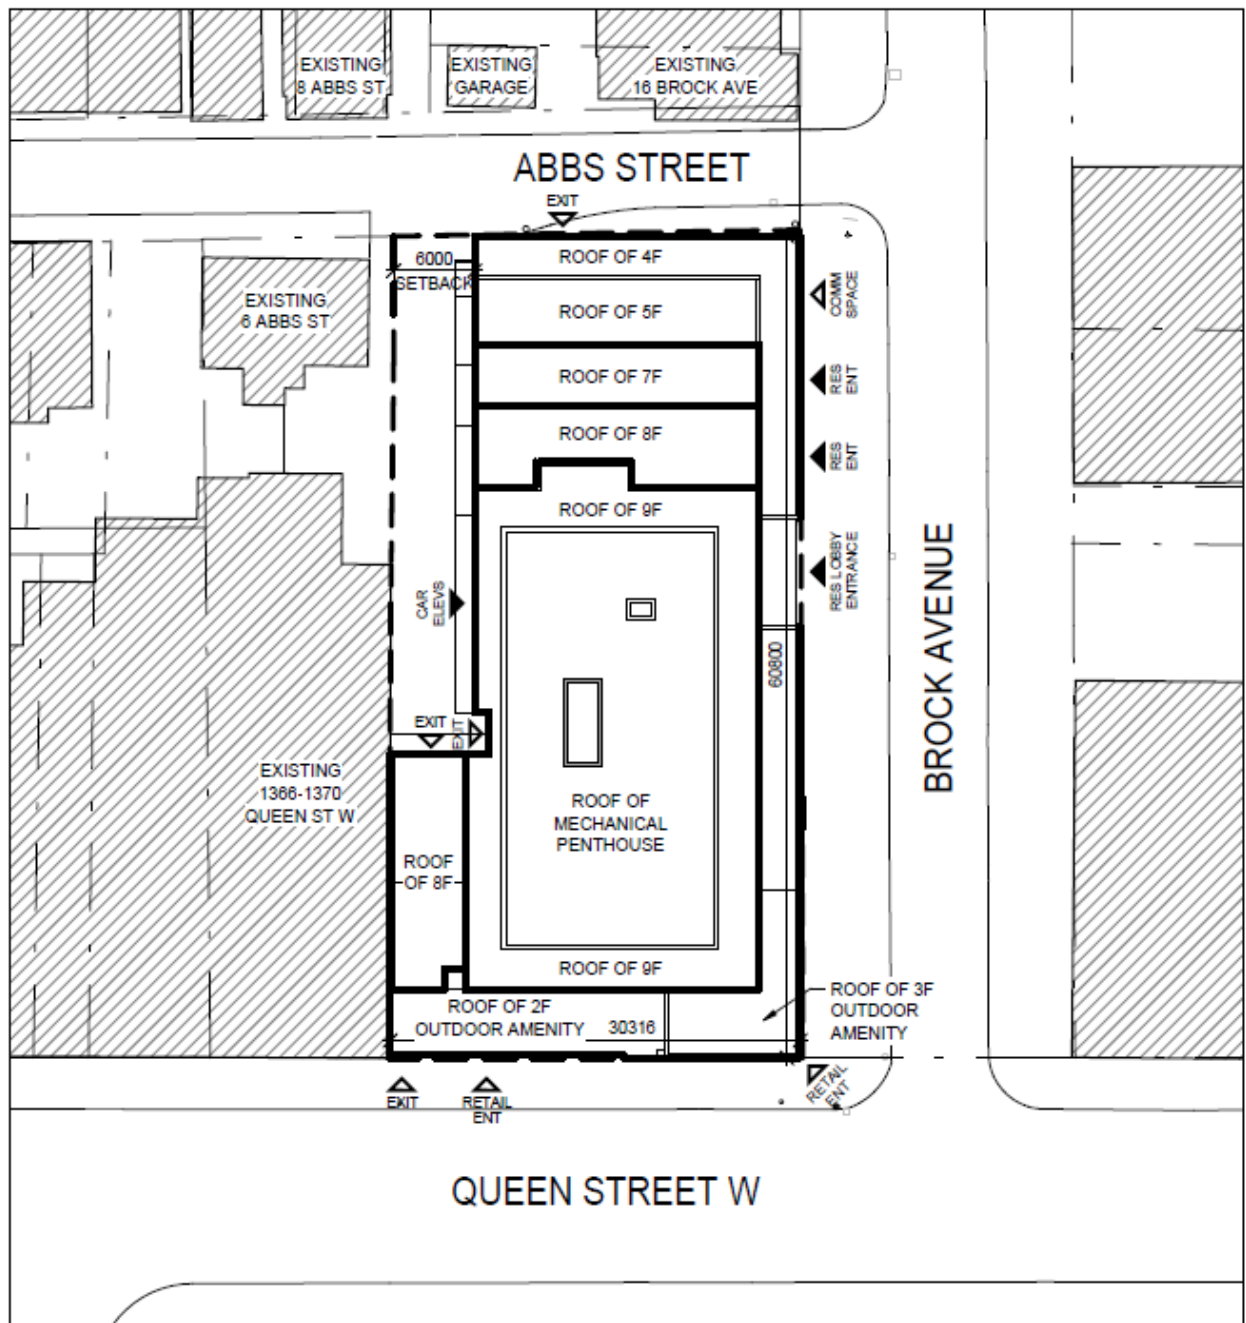 EXISTING
8 ABBS ST
EXISTING
GARAGE
EXISTING
16 BROCK AVE
ABBS STREET
EXIT
6000
SETBACK
ROOF OF 4F
EXISTING
6 ABBS ST
ROOF OF 5F
COMM
SPACE
ROOF OF 7F
RES
ENT
ROOF OF 8F
RES
ENT
ROOF OF 9F
RES LOBBY
ENTRANCE
CAR
ELEVS
60800
BROCK AVENUE
EXIT
EXIT
EXISTING
1366-1370
QUEEN ST W
ROOF OF
MECHANICAL
PENTHOUSE
ROOF
OF 8F
ROOF OF 9F
ROOF OF 2F
OUTDOOR AMENITY
30316
ROOF OF 3F
OUTDOOR
AMENITY
EXIT
RETAIL
ENT
RETAIL
ENT
QUEEN STREET W